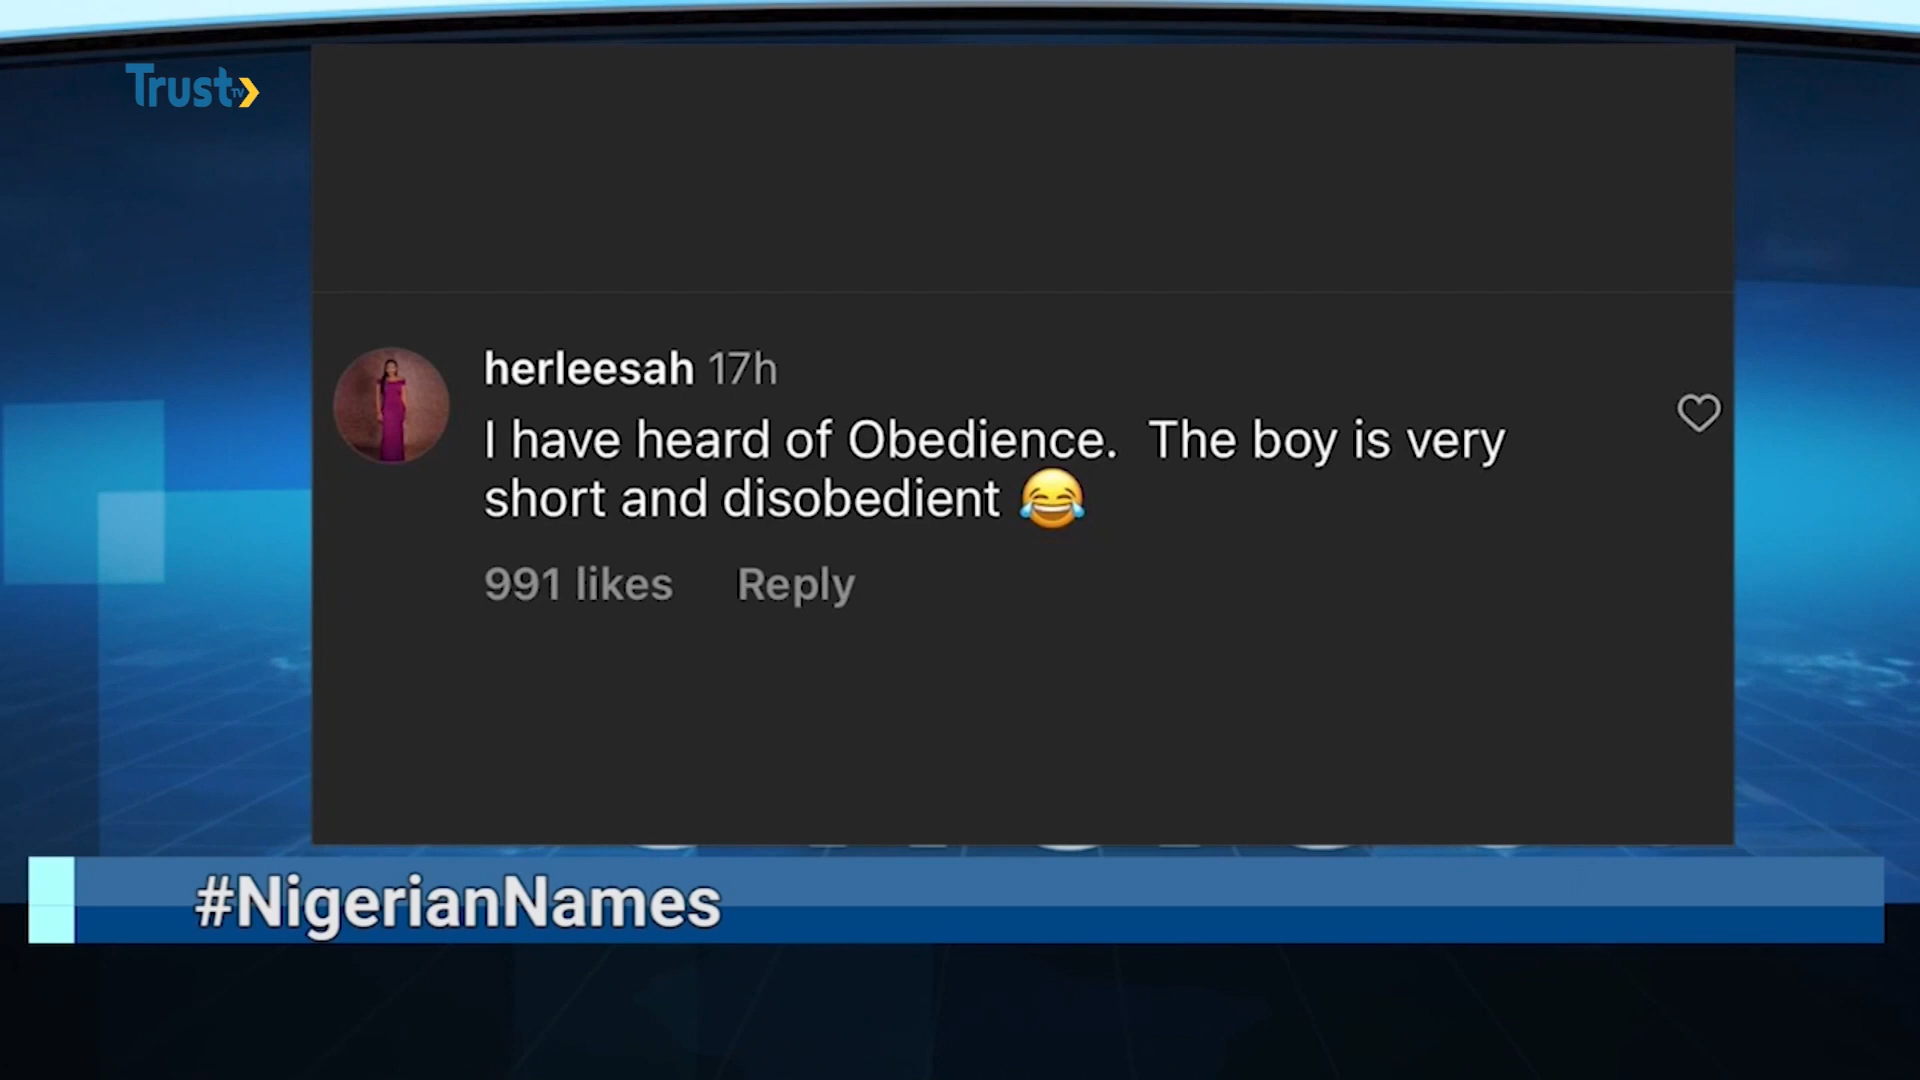 Trust TV
herleesah 17h
I have heard of Obedience. The boy is very
short and disobedient 😂
991 likes Reply
#NigerianNames